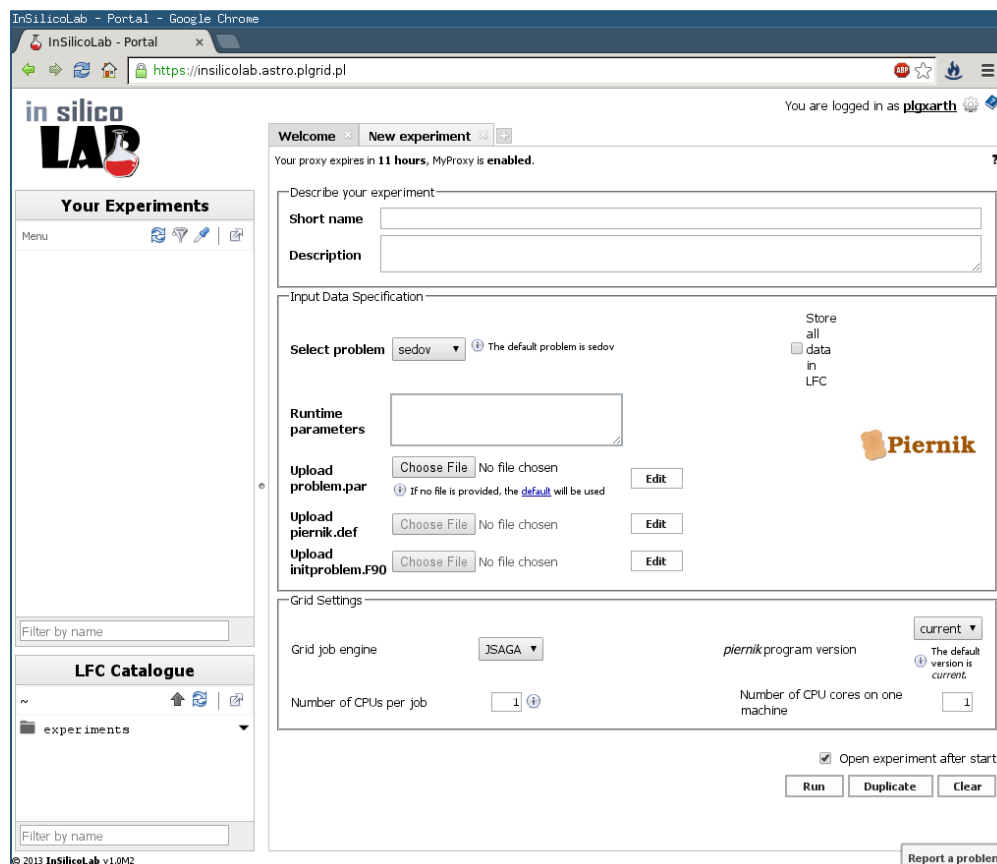 InSilicoLab - Portal - Google Chrome
InSilicoLab - Portal ×
https://insilicolab.astro.plgrid.pl
ABP
in silico
LAB
You are logged in as plgxarth
Welcome
New experiment
Your proxy expires in 11 hours, MyProxy is enabled.
?
Your Experiments
Menu
Filter by name
LFC Catalogue
~
experiments
Filter by name
© 2013 InSilicoLab v1.0M2
Describe your experiment
Short name
Description
Input Data Specification
Select problem sedov The default problem is sedov
Store
all
data
in
LFC
Runtime
parameters
Piernik
Upload
problem.par
Choose File No file chosen
Edit
If no file is provided, the default will be used
Upload
piernik.def
Choose File No file chosen
Edit
Upload
initproblem.F90
Choose File No file chosen
Edit
Grid Settings
Grid job engine JSAGA
piernik program version
current
The default
version is
current.
Number of CPUs per job 1
Number of CPU cores on one
machine
1
Open experiment after start
Run Duplicate Clear
Report a problem